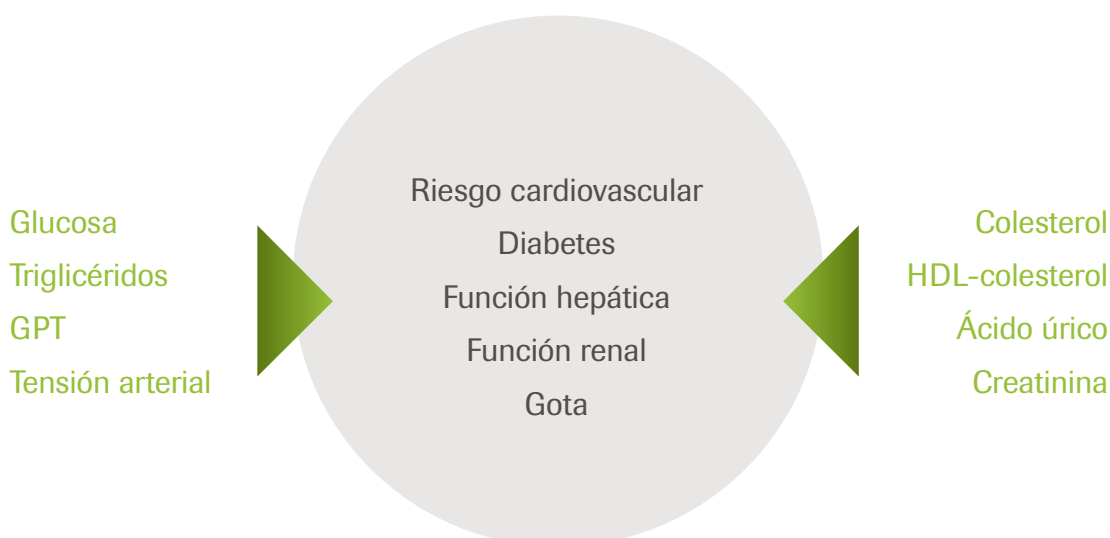 Glucosa
Triglicéridos
GPT
Tensión arterial
Riesgo cardiovascular
Diabetes
Función hepática
Función renal
Gota
Colesterol
HDL-colesterol
Ácido úrico
Creatinina